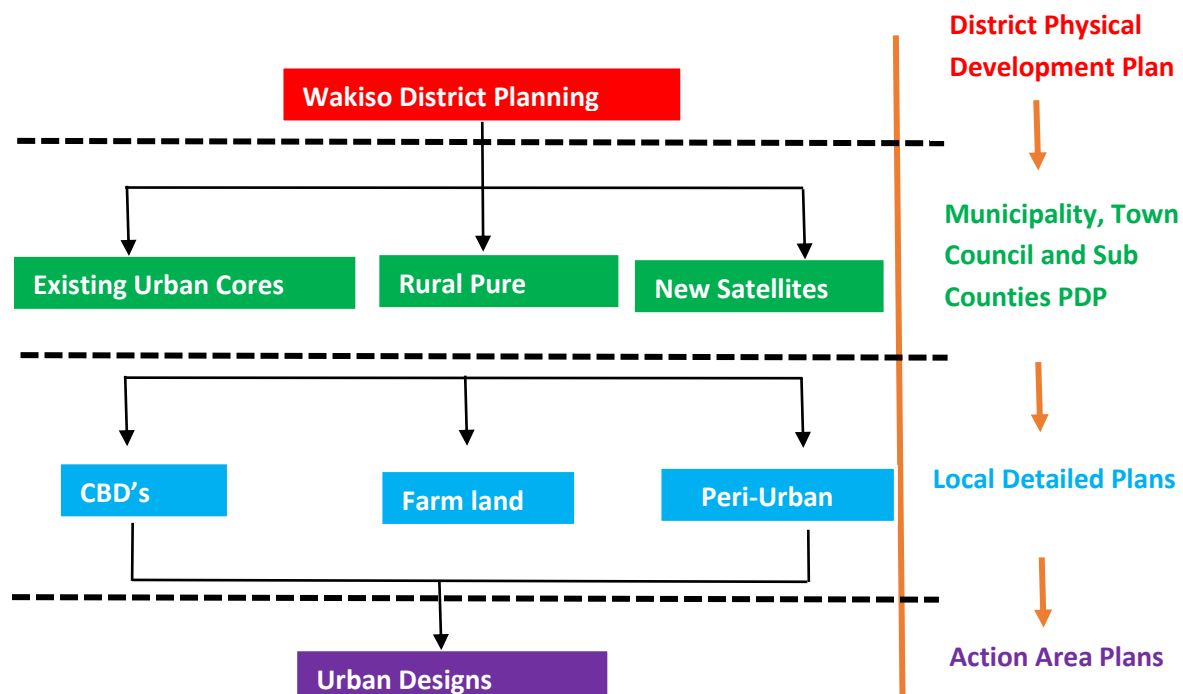 District Physical
Development Plan
Wakiso District Planning
Municipality, Town
Council and Sub
Counties PDP
Existing Urban Cores
Rural Pure
New Satellites
CBD’s
Farm land
Peri-Urban
Local Detailed Plans
Urban Designs
Action Area Plans